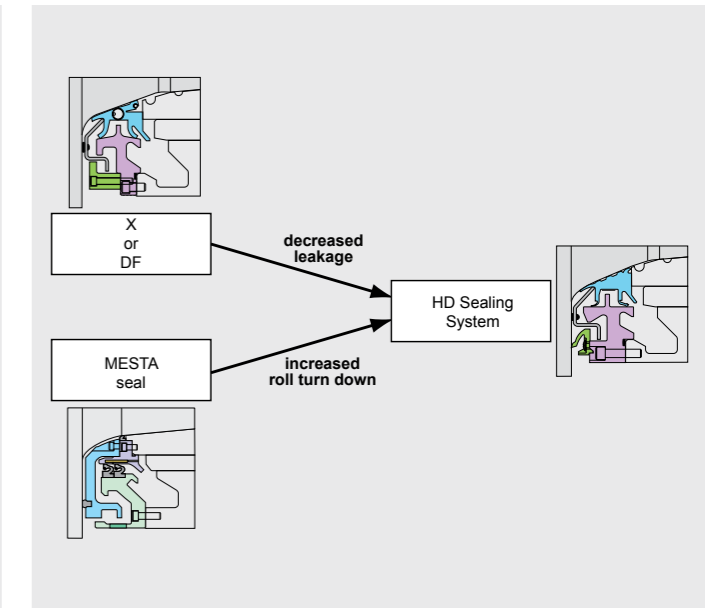 X
or
DF
decreased
leakage
HD Sealing
System
MESTA
seal
increased
roll turn down